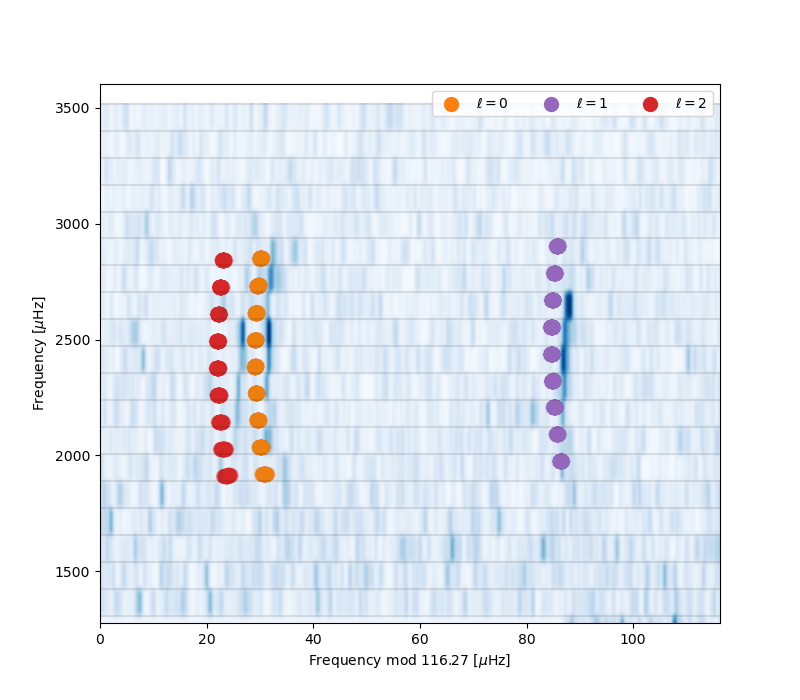 ℓ = 0 ℓ = 1 ℓ = 2
3500
3000
2500
2000
1500
Frequency [μHz]
0 20 40 60 80 100
Frequency mod 116.27 [μHz]